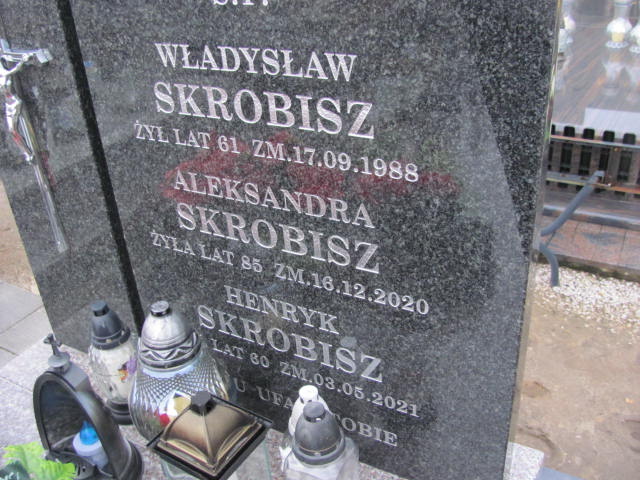 Ś.P.
WŁADYSŁAW
SKROBISZ
ŻYŁ LAT 61 ZM.17.09.1988
ALEKSANDRA
SKROBISZ
ŻYŁA LAT 85 ZM.16.12.2020
HENRYK
SKROBISZ
LAT 60 ZM.03.05.2021
U UFAM TOBIE